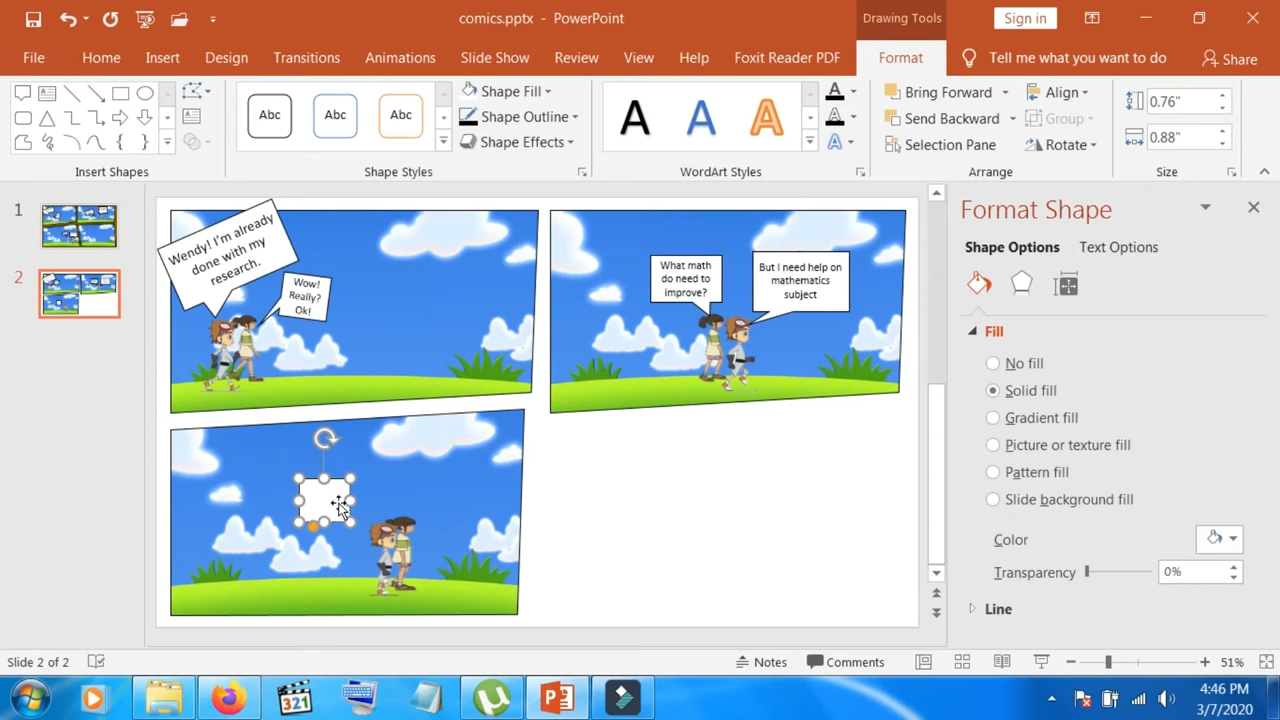 comics.pptx - PowerPoint
Drawing Tools
Sign in
File
Home
Insert
Design
Transitions
Animations
Slide Show
Review
View
Help
Foxit Reader PDF
Format
Tell me what you want to do
Share
Abc
Abc
Abc
Shape Fill
Shape Outline
Shape Effects
A
A
A
A
A
A
Bring Forward
Send Backward
Selection Pane
Align
Group
Rotate
0.76"
0.88"
Insert Shapes
Shape Styles
WordArt Styles
Arrange
Size
1
2
Wendy! I'm already
done with my
research.
Wow!
Really?
Ok!
What math
do need to
improve?
But I need help on
mathematics
subject
Format Shape
Shape Options
Text Options
Fill
No fill
Solid fill
Gradient fill
Picture or texture fill
Pattern fill
Slide background fill
Color
Transparency
0%
Line
Slide 2 of 2
Notes
Comments
51%
321
4:46 PM
3/7/2020